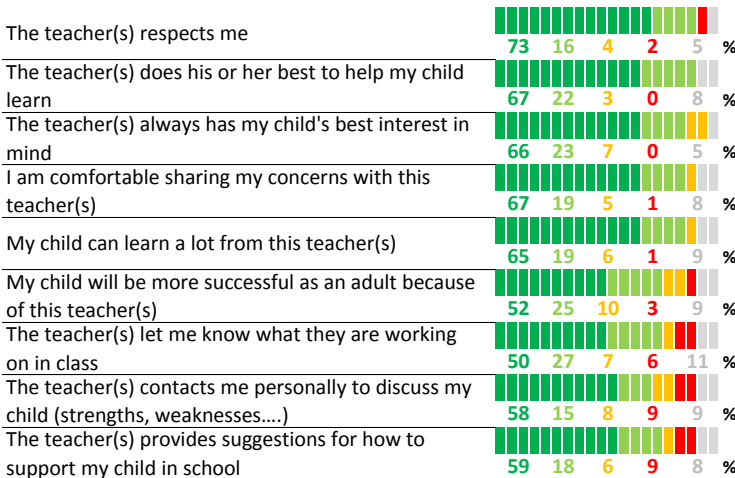 The teacher(s) respects me
73 16 4 2 5 %
The teacher(s) does his or her best to help my child
learn
67 22 3 0 8 %
The teacher(s) always has my child's best interest in
mind
66 23 7 0 5 %
I am comfortable sharing my concerns with this
teacher(s)
67 19 5 1 8 %
My child can learn a lot from this teacher(s)
65 19 6 1 9 %
My child will be more successful as an adult because
of this teacher(s)
52 25 10 3 9 %
The teacher(s) let me know what they are working
on in class
50 27 7 6 11 %
The teacher(s) contacts me personally to discuss my
child (strengths, weaknesses....)
58 15 8 9 9 %
The teacher(s) provides suggestions for how to
support my child in school
59 18 6 9 8 %